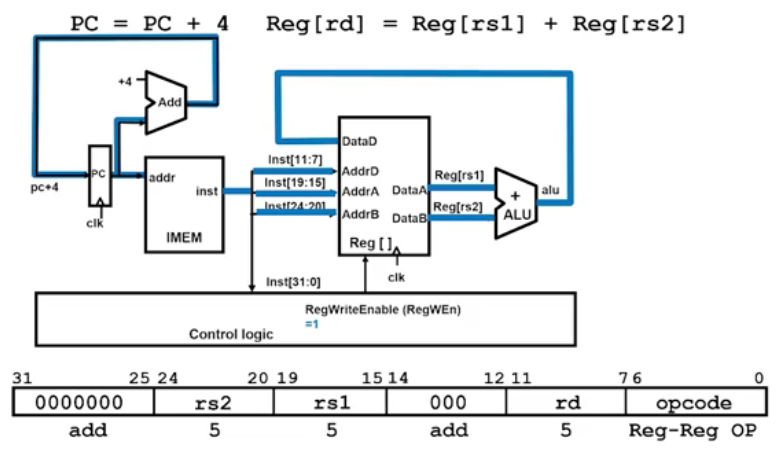 PC = PC + 4 Reg[rd] = Reg[rs1] + Reg[rs2]
+4
Add
DataD
Inst[11:7]
AddrD
PC
addr
Inst[19:15]
AddrA
DataA
Reg[rs1]
pc+4
inst
+
alu
Inst[24:20]
AddrB
DataB
Reg[rs2]
ALU
clk
IMEM
Reg [ ]
clk
Inst[31:0]
RegWriteEnable (RegWEn)
=1
Control logic
31 25 24 20 19 15 14 12 11 7 6 0
0000000 rs2 rs1 000 rd opcode
add 5 5 add 5 Reg-Reg OP